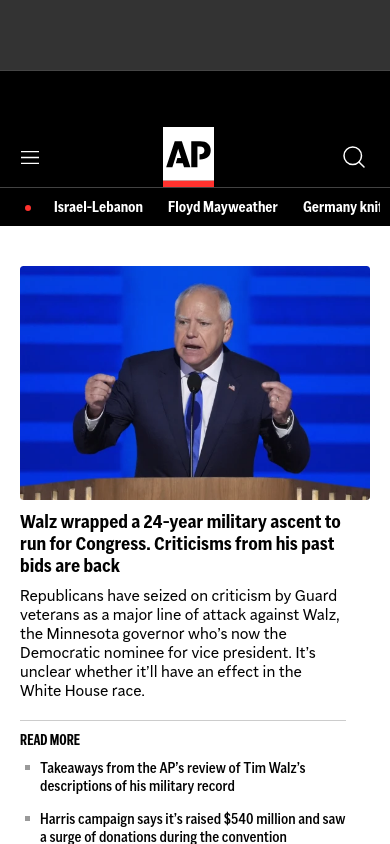 AP
Israel-Lebanon Floyd Mayweather Germany
Walz wrapped a 24-year military ascent to
run for Congress. Criticisms from his past
bids are back
Republicans have seized on criticism by Guard
veterans as a major line of attack against Walz,
the Minnesota governor who’s now the
Democratic nominee for vice president. It’s
unclear whether it’ll have an effect in the
White House race.
READ MORE
Takeaways from the AP’s review of Tim Walz’s
descriptions of his military record
Harris campaign says it’s raised $540 million and saw
a surge of donations during the convention